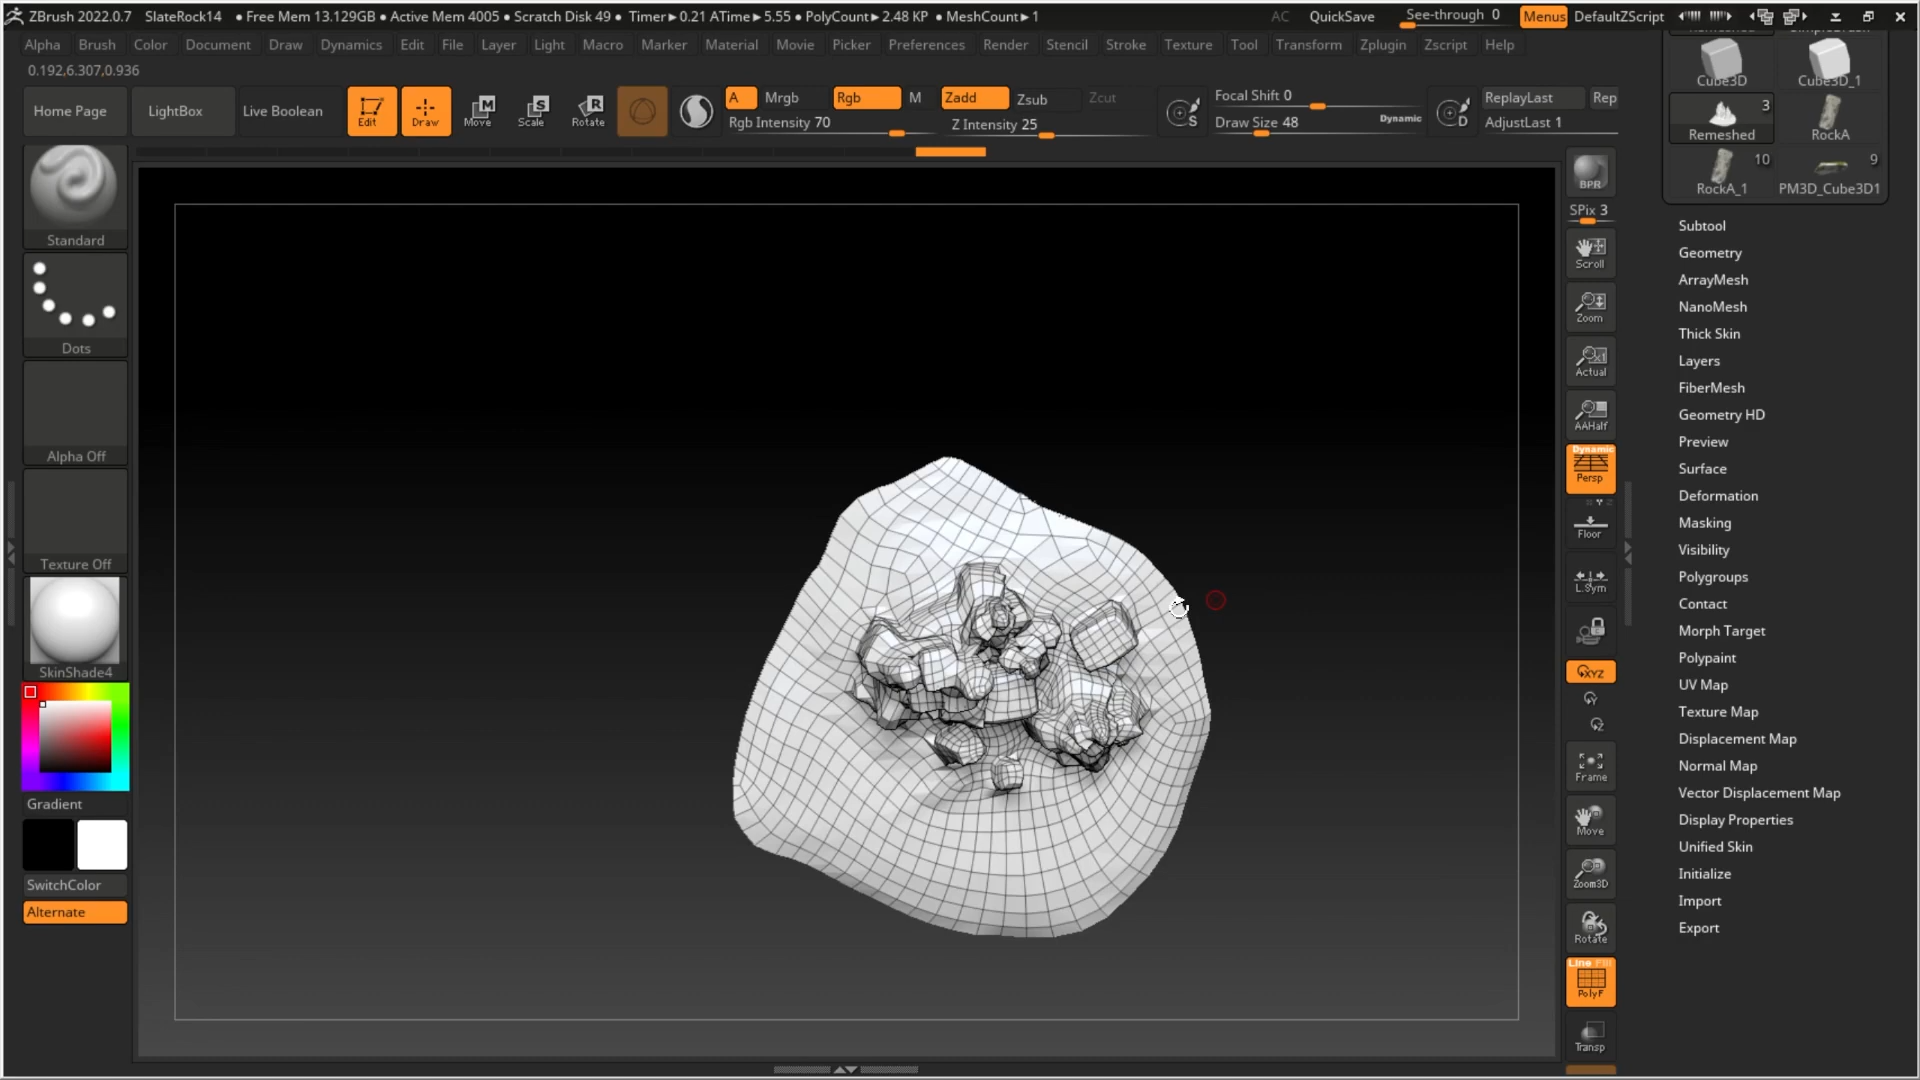 ZBrush 2022.0.7 SlateRock14 • Free Mem 13.129GB • Active Mem 4005 • Scratch Disk 49 • Timer▸0.21 ATime▸5.55 • PolyCount▸2.48 KP • MeshCount▸1 AC QuickSave See-through 0 Menus DefaultZScript
Alpha Brush Color Document Draw Dynamics Edit File Layer Light Macro Marker Material Movie Picker Preferences Render Stencil Stroke Texture Tool Transform Zplugin Zscript Help
0.192,6.307,0.936
Home Page LightBox Live Boolean Edit Draw Move Scale Rotate
A Mrgb Rgb M Zadd Zsub Zcut
Rgb Intensity 70 Z Intensity 25
Focal Shift 0
Draw Size 48 Dynamic
ReplayLast Rep
AdjustLast 1
Standard
Dots
Alpha Off
Texture Off
SkinShade4
Gradient
SwitchColor
Alternate
BPR
SPix 3
Scroll
Zoom
Actual
AAHalf
Dynamic
Persp
Floor
L.Sym
XYZ
Frame
Move
Zoom3D
Rotate
Line Fill
PolyF
Transp
Cube3D Cube3D_1
3
Remeshed RockA
10 9
RockA_1 PM3D_Cube3D1
Subtool
Geometry
ArrayMesh
NanoMesh
Thick Skin
Layers
FiberMesh
Geometry HD
Preview
Surface
Deformation
Masking
Visibility
Polygroups
Contact
Morph Target
Polypaint
UV Map
Texture Map
Displacement Map
Normal Map
Vector Displacement Map
Display Properties
Unified Skin
Initialize
Import
Export